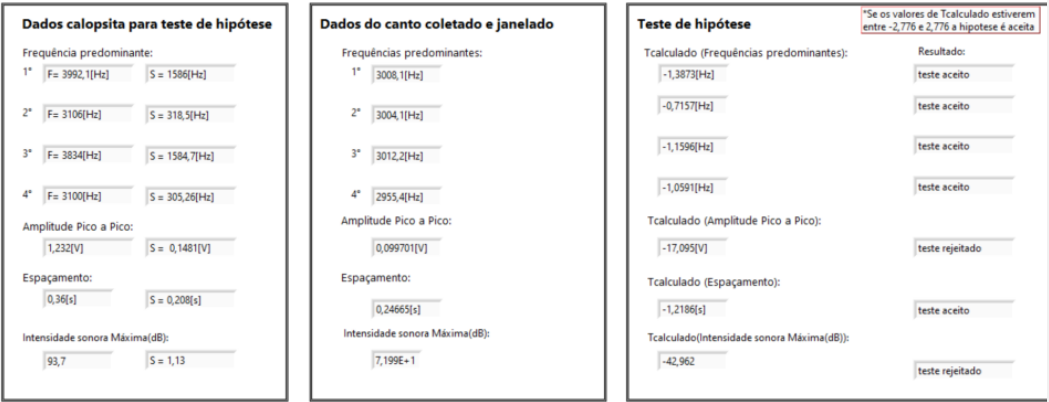 Dados calopsita para teste de hipótese
Frequência predominante:
1° F= 3992,1[Hz] S = 1586[Hz]
2° F= 3106[Hz] S = 318,5[Hz]
3° F= 3834[Hz] S = 1584,7[Hz]
4° F= 3100[Hz] S = 305,26[Hz]
Amplitude Pico a Pico:
1,232[V] S =  0,1481[V]
Espaçamento:
0,36[s] S = 0,208[s]
Intensidade sonora Máxima(dB):
93,7 S = 1,13
Dados do canto coletado e janelado
Frequências predominantes:
1° 3008,1[Hz]
2° 3004,1[Hz]
3° 3012,2[Hz]
4° 2955,4[Hz]
Amplitude Pico a Pico:
0,099701[V]
Espaçamento:
0,24665[s]
Intensidade sonora Máxima(dB):
7,199E+1
Teste de hipótese
*Se os valores de Tcalculado estiverem
entre -2,776 e 2,776 a hipotese é aceita
Tcalculado (Frequências predominantes): Resultado:
-1,3873[Hz] teste aceito
-0,7157[Hz] teste aceito
-1,1596[Hz] teste aceito
-1,0591[Hz] teste aceito
Tcalculado (Amplitude Pico a Pico):
-17,095[V] teste rejeitado
Tcalculado (Espaçamento):
-1,2186[s] teste aceito
Tcalculado(Intensidade sonora Máxima(dB)):
-42,962
teste rejeitado